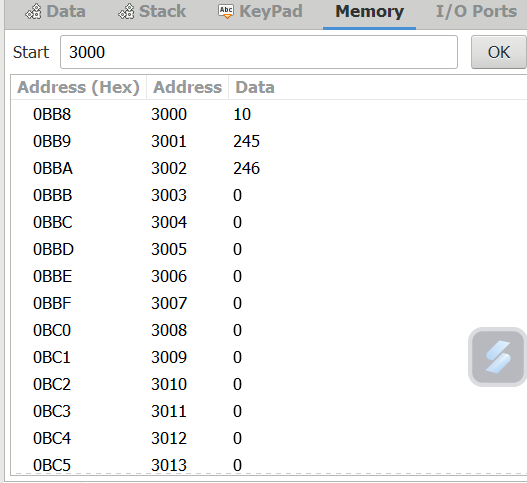 Data Stack Abc KeyPad Memory I/O Ports
Start 3000 OK
Address (Hex) Address Data
0BB8 3000 10
0BB9 3001 245
0BBA 3002 246
0BBB 3003 0
0BBC 3004 0
0BBD 3005 0
0BBE 3006 0
0BBF 3007 0
0BC0 3008 0
0BC1 3009 0
0BC2 3010 0
0BC3 3011 0
0BC4 3012 0
0BC5 3013 0